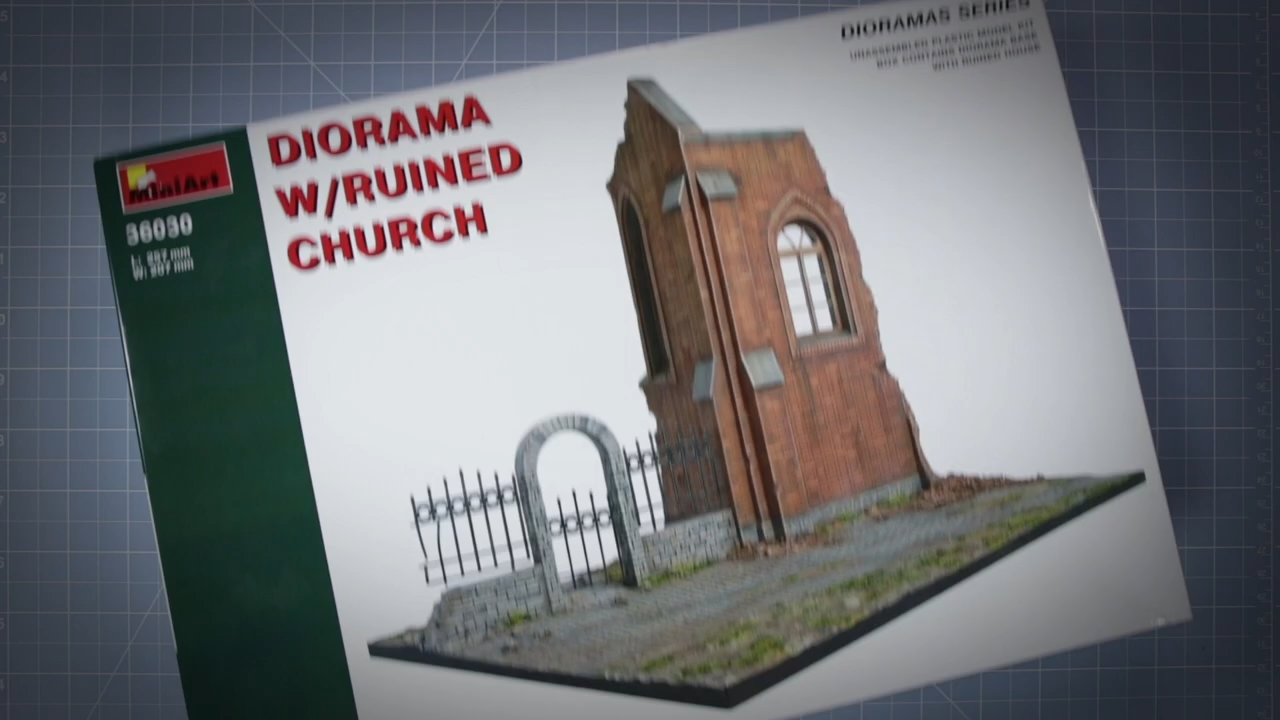 DIORAMAS SERIES
UNASSEMBLED PLASTIC MODEL KIT
BOX CONTAINS DIORAMA BASE
WITH RUINED HOUSE
DIORAMA
W/RUINED
CHURCH
MiniArt
36030